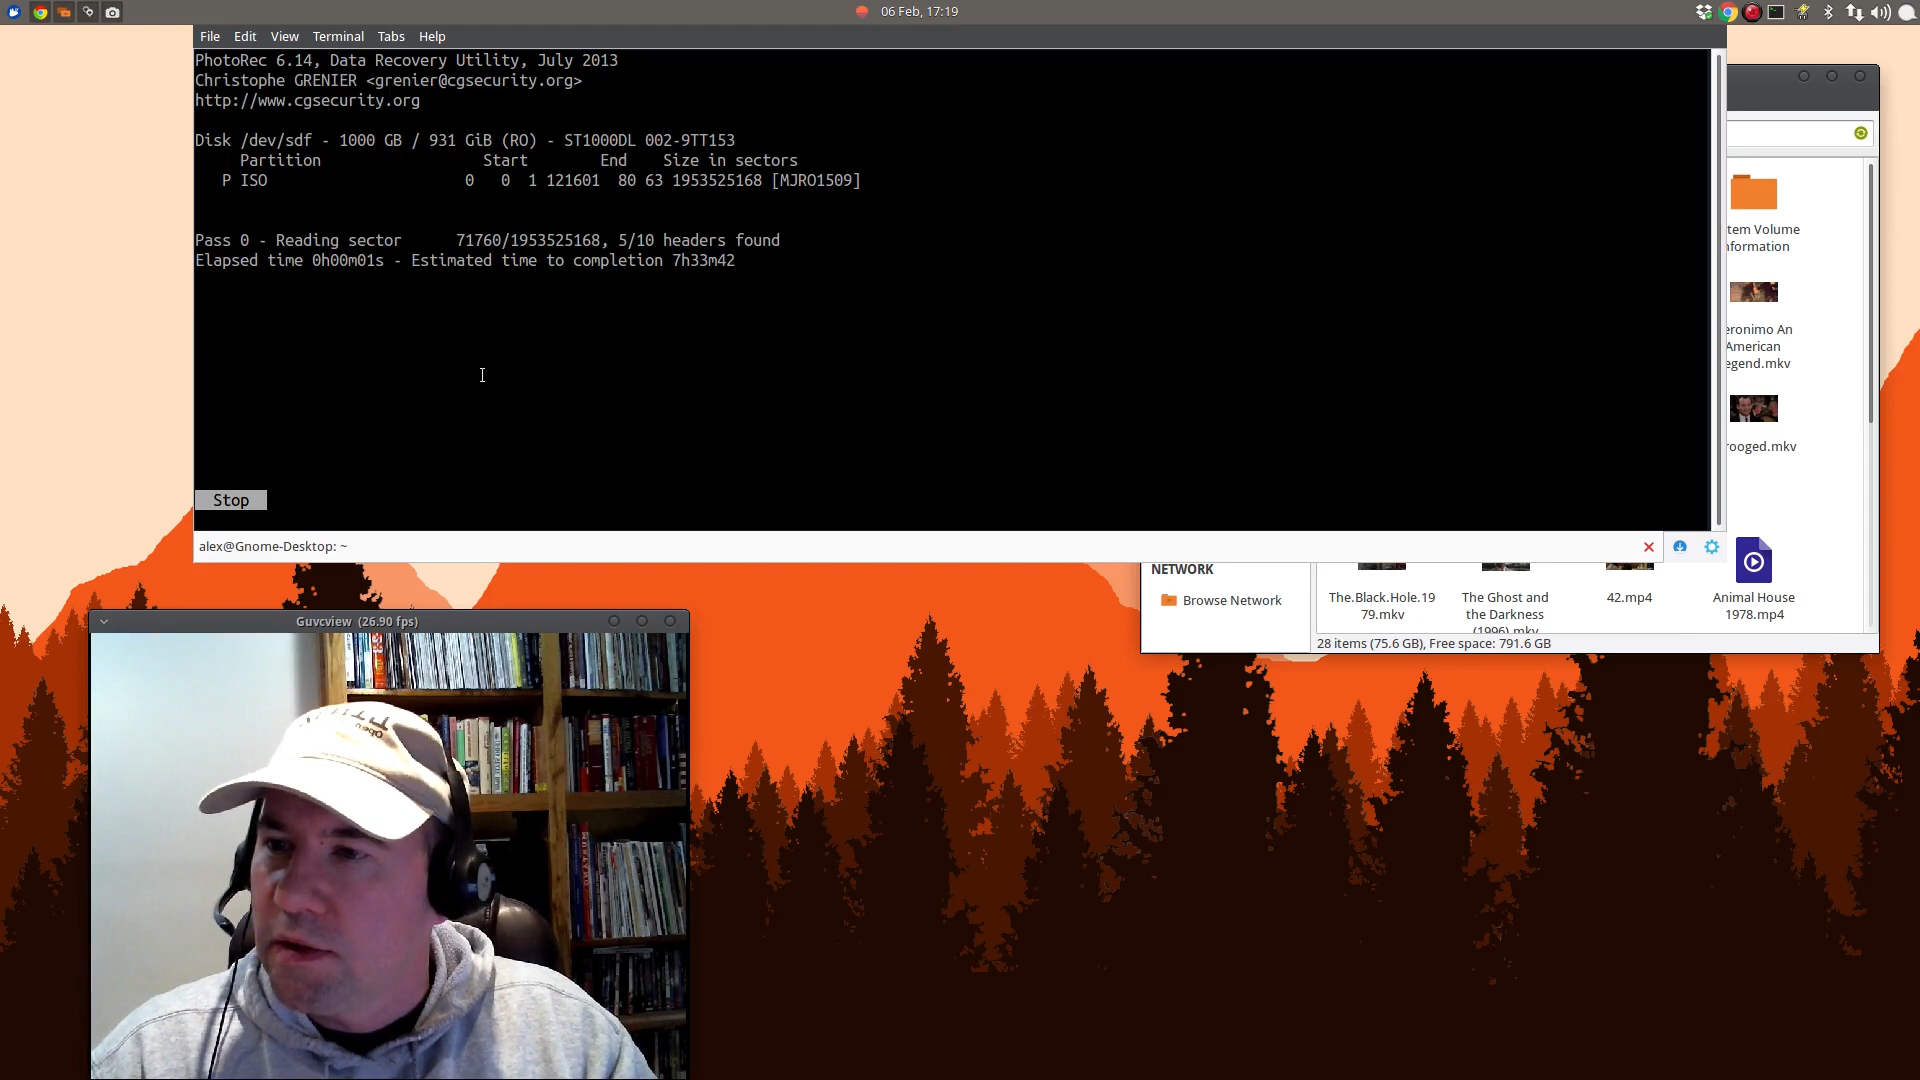 06 Feb, 17:19
File Edit View Terminal Tabs Help
PhotoRec 6.14, Data Recovery Utility, July 2013
Christophe GRENIER <grenier@cgsecurity.org>
http://www.cgsecurity.org
Disk /dev/sdf - 1000 GB / 931 GiB (RO) - ST1000DL 002-9TT153
Partition Start End Size in sectors
P ISO 0 0 1 121601 80 63 1953525168 [MJRO1509]
Pass 0 - Reading sector 71760/1953525168, 5/10 headers found
Elapsed time 0h00m01s - Estimated time to completion 7h33m42
Stop
alex@Gnome-Desktop: ~
tem Volume
nformation
eronimo An
American
egend.mkv
rooged.mkv
NETWORK
Browse Network
The.Black.Hole.19
79.mkv
The Ghost and
the Darkness
(1996).mkv
42.mp4
Animal House
1978.mp4
28 items (75.6 GB), Free space: 791.6 GB
Guvcview (26.90 fps)